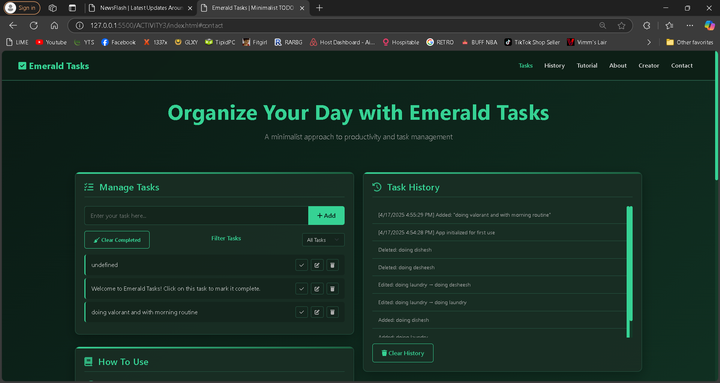 Sign in
NewsFlash | Latest Updates Aroun
Emerald Tasks | Minimalist TODO
127.0.0.1:5500/ACTIVITY3/index.html#contact
LIME
Youtube
YTS
Facebook
1337x
GLXY
TipidPC
Fitgirl
RARBG
Host Dashboard - Ai...
Hospitable
RETRO
BUFF NBA
TikTok Shop Seller
Vimm's Lair
Other favorites
Emerald Tasks
Tasks
History
Tutorial
About
Creator
Contact
Organize Your Day with Emerald Tasks
A minimalist approach to productivity and task management
Manage Tasks
Enter your task here...
+ Add
Clear Completed
Filter Tasks
All Tasks
undefined
Welcome to Emerald Tasks! Click on this task to mark it complete.
doing valorant and with morning routine
How To Use
Task History
[4/17/2025 4:55:29 PM] Added: "doing valorant and with morning routine"
[4/17/2025 4:54:28 PM] App initialized for first use
Deleted: doing dishesh
Deleted: doing desheesh
Edited: doing laundry → doing desheesh
Edited: doing laundry → doing laundry
Added: doing dishesh
Added: doing laundry
Clear History